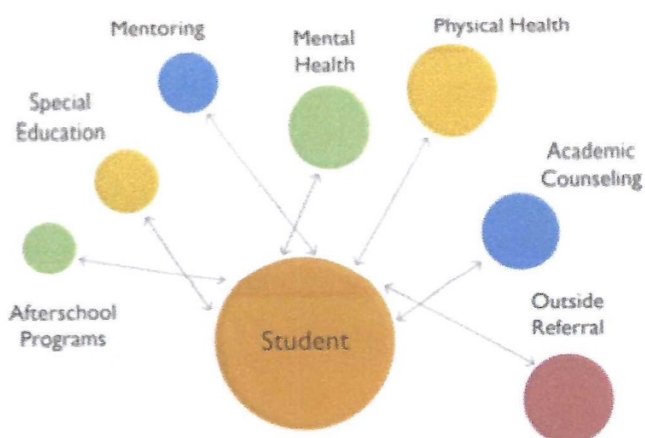 Mentoring
Mental
Health
Physical Health
Special
Education
Academic
Counseling
Afterschool
Programs
Student
Outside
Referral